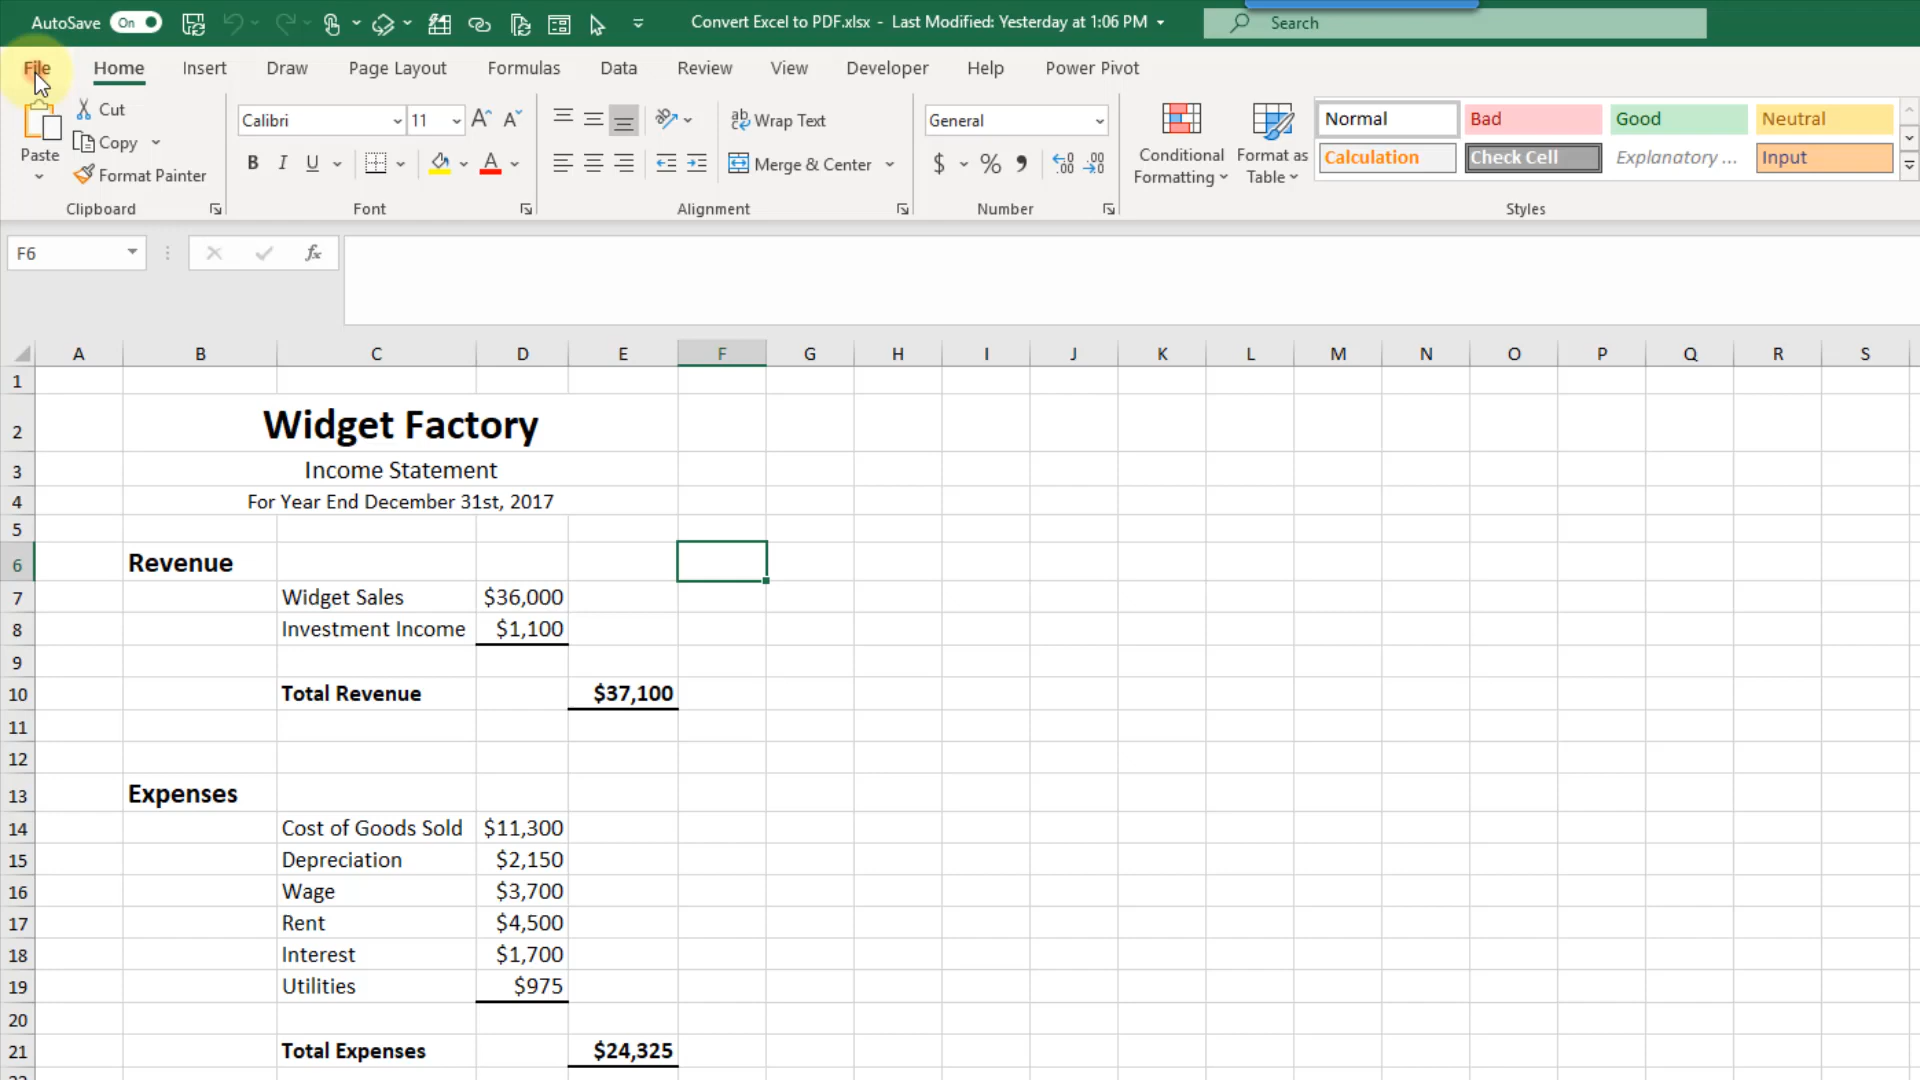 AutoSave On Convert Excel to PDF.xlsx - Last Modified: Yesterday at 1:06 PM Search
File Home Insert Draw Page Layout Formulas Data Review View Developer Help Power Pivot
Paste Cut Copy Format Painter
Clipboard
Calibri 11
B I U A
Font
ab Wrap Text
Merge & Center
Alignment
General
$ % 9 .00 .00
Number
Conditional Formatting
Format as Table
Normal Bad Good Neutral
Calculation Check Cell Explanatory ... Input
Styles
F6 fx
A B C D E F G H I J K L M N O P Q R S
1
2 Widget Factory
3 Income Statement
4 For Year End December 31st, 2017
5
6 Revenue
7 Widget Sales $36,000
8 Investment Income $1,100
9
10 Total Revenue $37,100
11
12
13 Expenses
14 Cost of Goods Sold $11,300
15 Depreciation $2,150
16 Wage $3,700
17 Rent $4,500
18 Interest $1,700
19 Utilities $975
20
21 Total Expenses $24,325